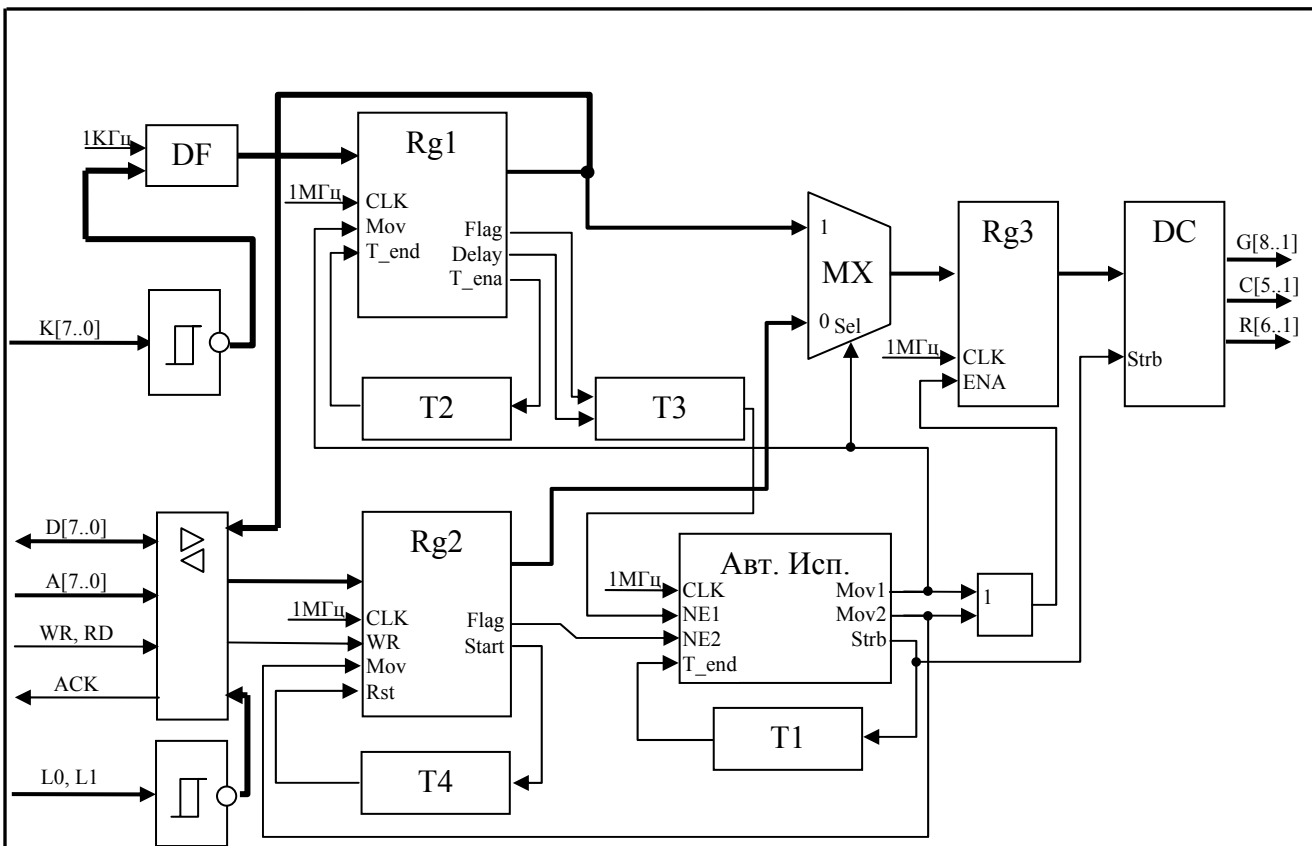 1КГц
DF
K[7..0]
Rg1
1МГц
CLK
Mov
T_end
Flag
Delay
T_ena
T2
T3
1
MX
0
Sel
Rg3
1МГц
CLK
ENA
DC
Strb
G[8..1]
C[5..1]
R[6..1]
D[7..0]
A[7..0]
WR, RD
ACK
L0, L1
Rg2
1МГц
CLK
WR
Mov
Rst
Flag
Start
T4
Авт. Исп.
1МГц
CLK
NE1
NE2
T_end
Mov1
Mov2
Strb
1
T1